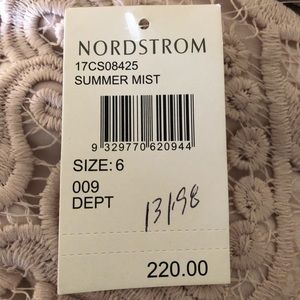 NORDSTROM
17CS08425
SUMMER MIST
9 329770 620944
SIZE: 6
009
DEPT
13198
220.00